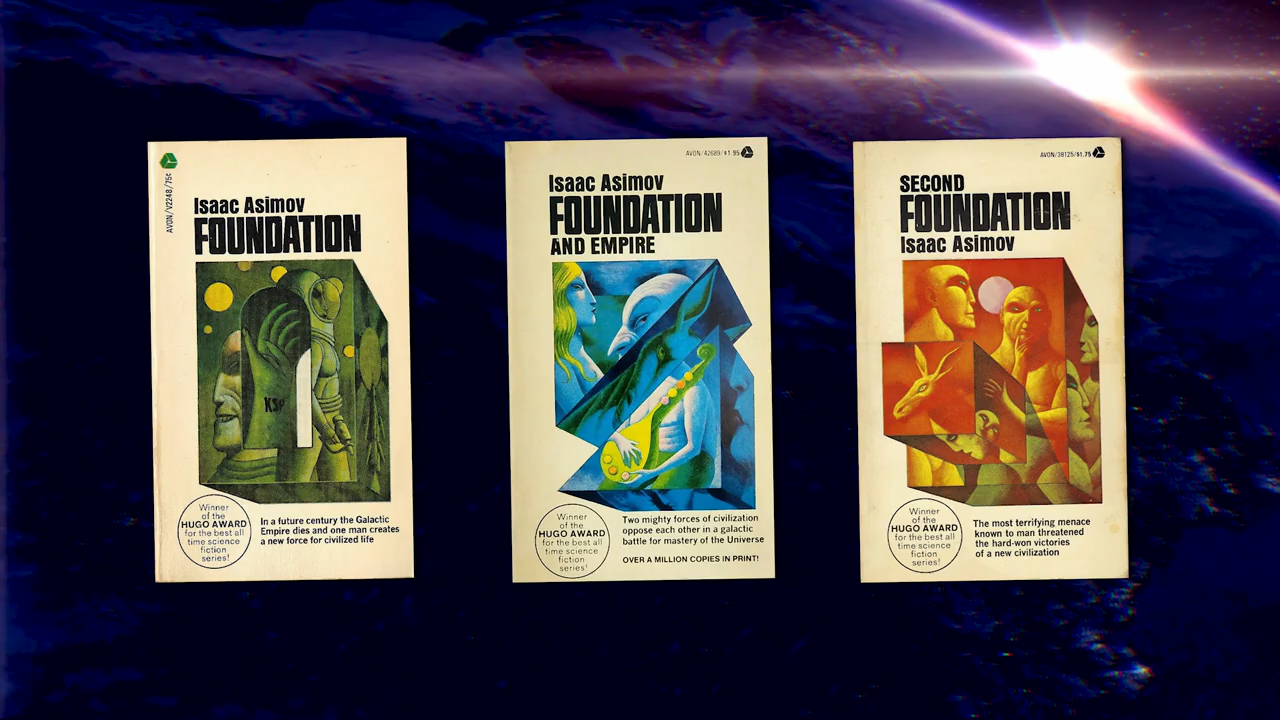 AVON/V2248/75¢
Isaac Asimov
FOUNDATION
KSP
Winner
of the
HUGO AWARD
for the best all
time science
fiction
series!
In a future century the Galactic
Empire dies and one man creates
a new force for civilized life
AVON/42689/$1.95
Isaac Asimov
FOUNDATION
AND EMPIRE
Winner
of the
HUGO AWARD
for the best all
time science
fiction
series!
Two mighty forces of civilization
oppose each other in a galactic
battle for mastery of the Universe
OVER A MILLION COPIES IN PRINT!
AVON/38125/$1.75
SECOND
FOUNDATION
Isaac Asimov
Winner
of the
HUGO AWARD
for the best all
time science
fiction
series!
The most terrifying menace
known to man threatened
the hard-won victories
of a new civilization